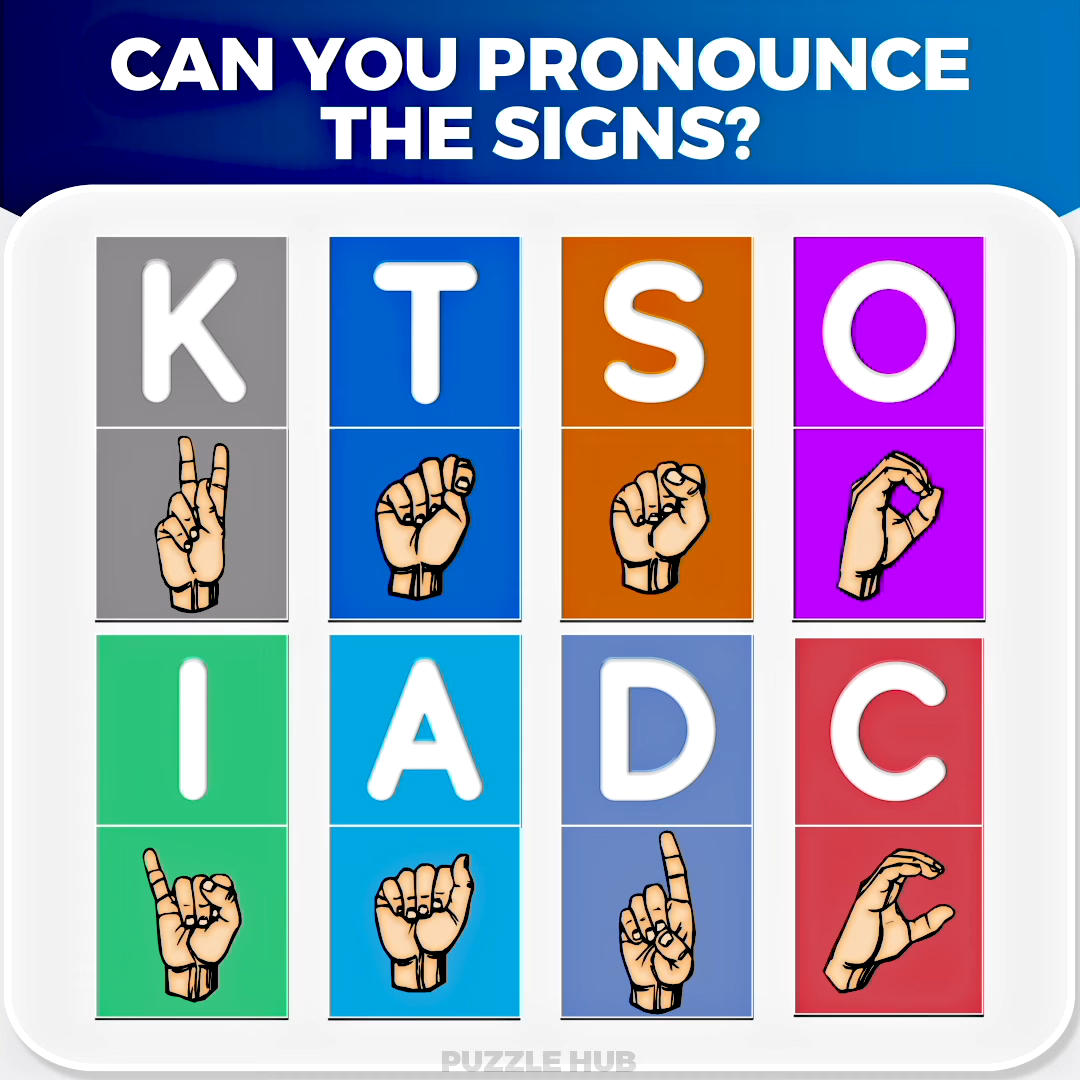 CAN YOU PRONOUNCE
THE SIGNS?
K T S O
I A D C
PUZZLE HUB